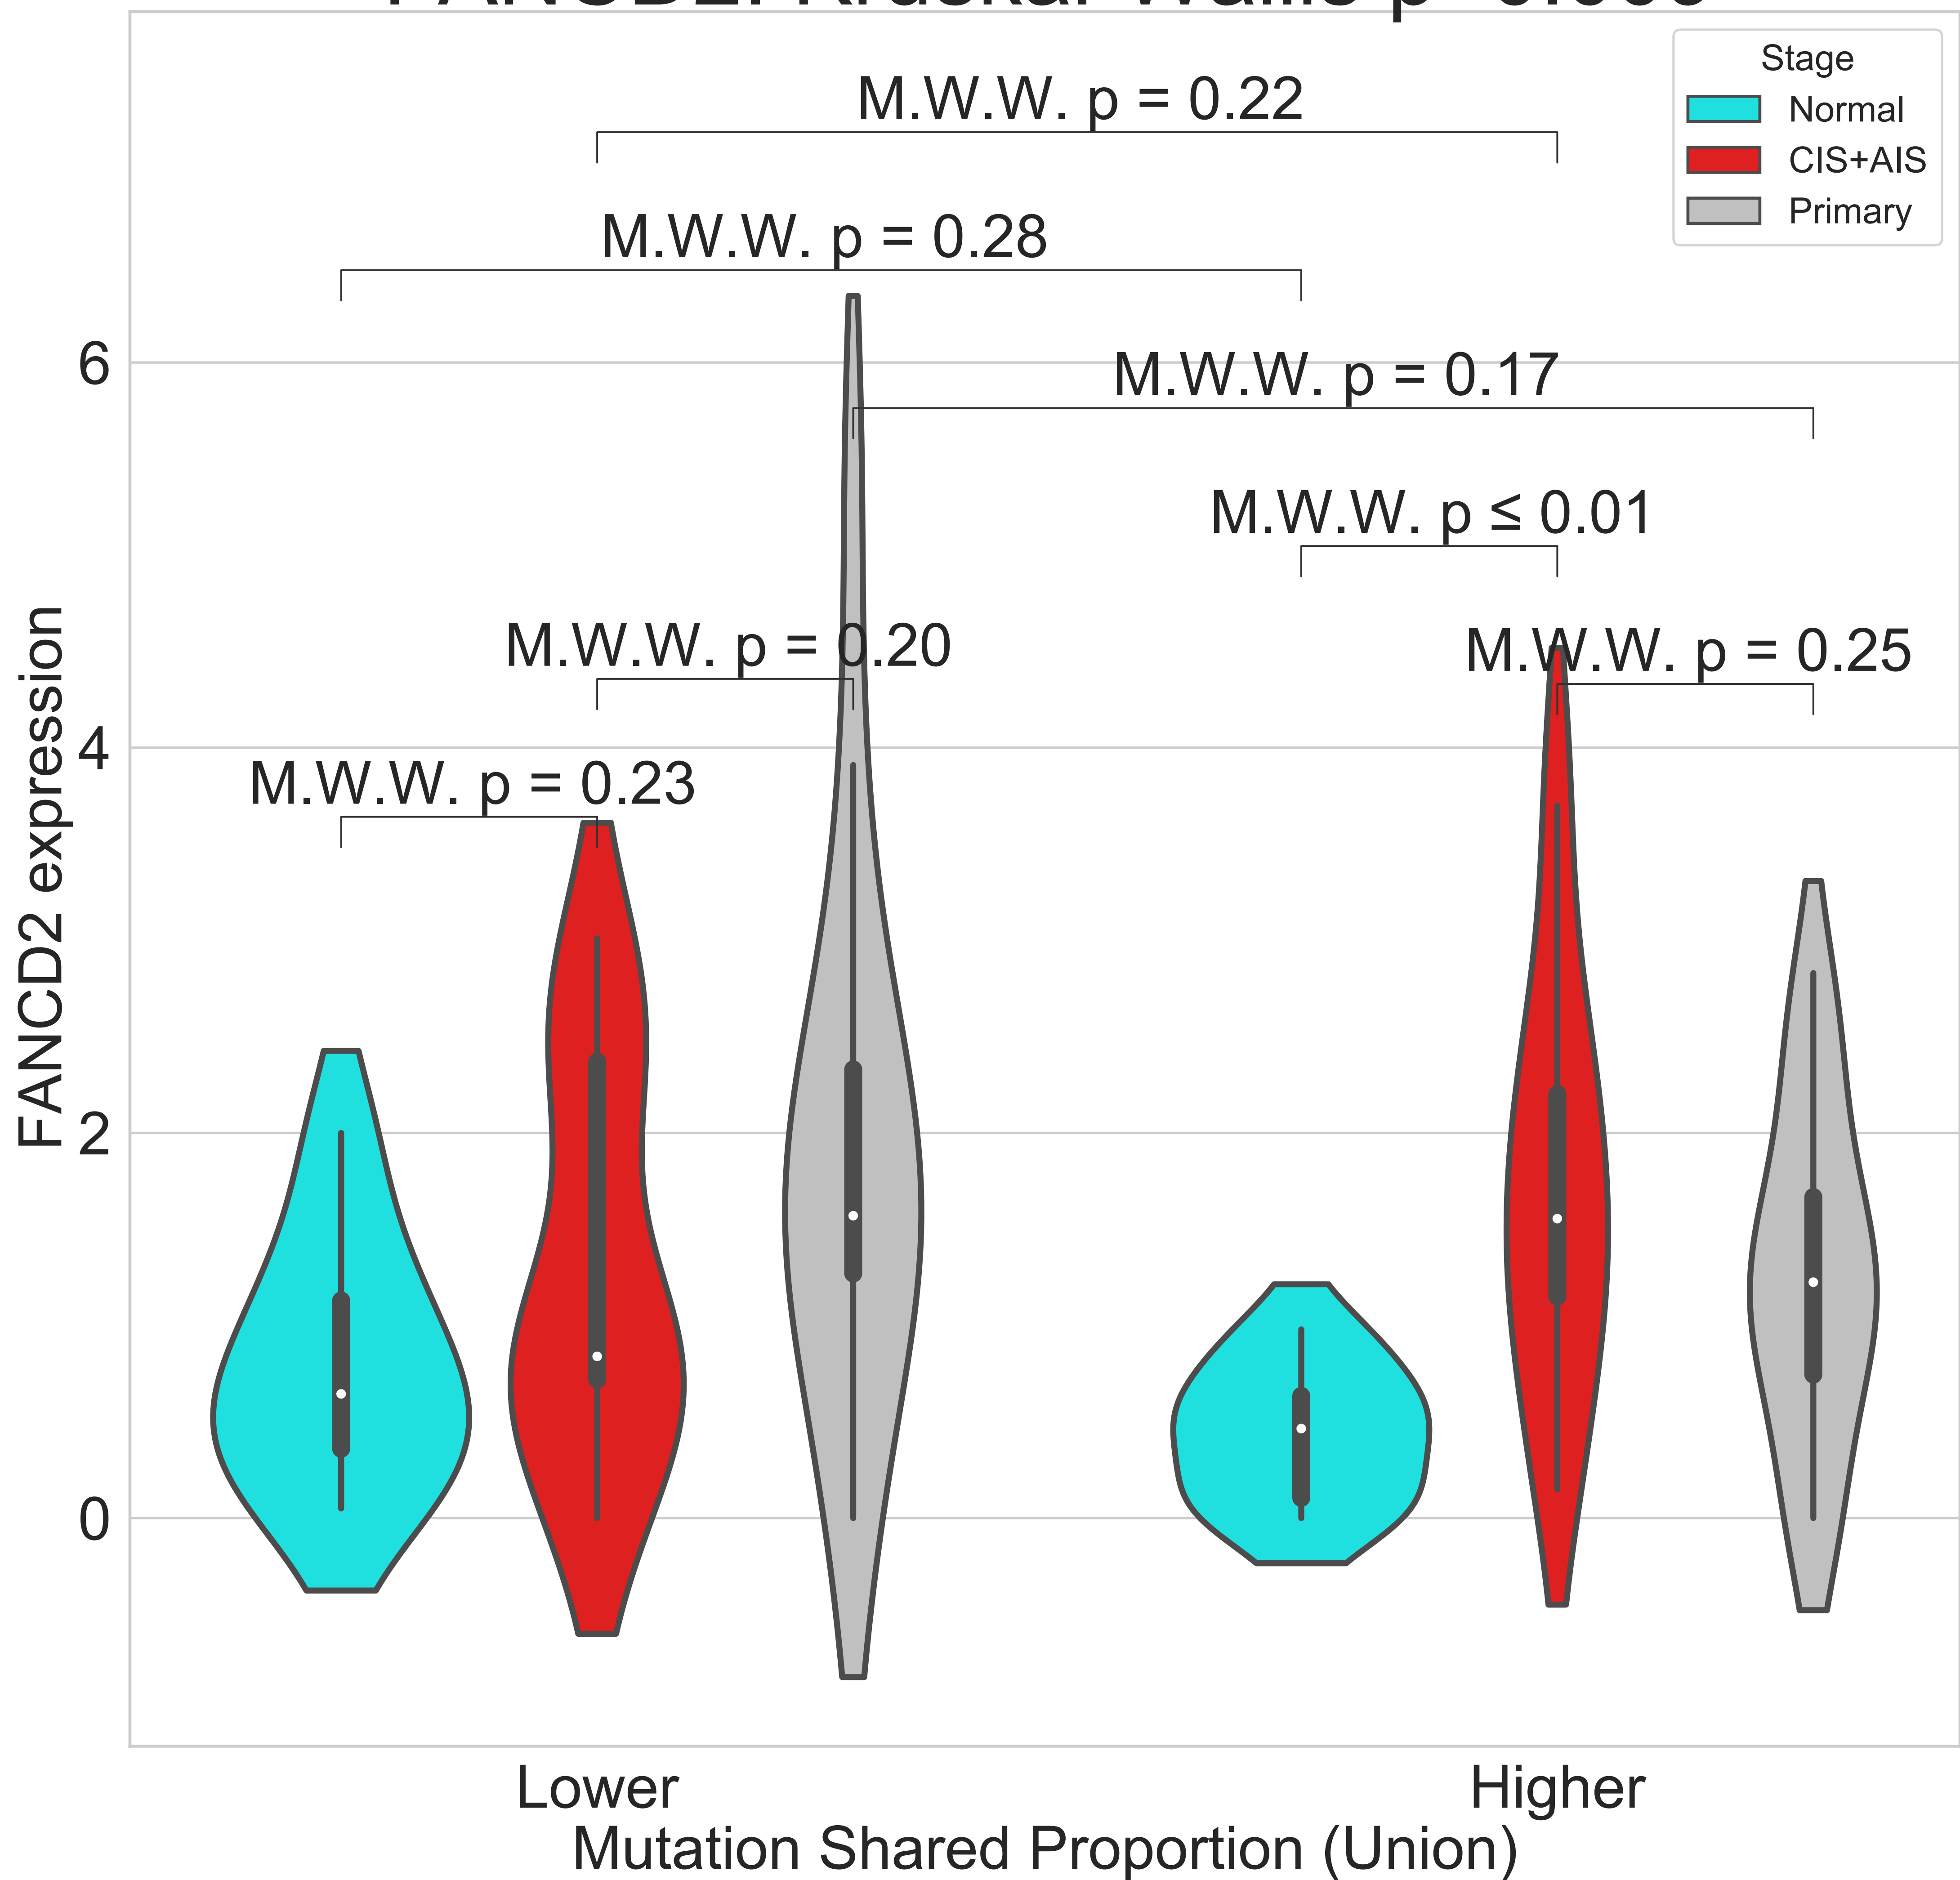 Stage
Normal
CIS+AIS
Primary
M.W.W. p = 0.22
M.W.W. p = 0.28
M.W.W. p = 0.17
M.W.W. p ≤ 0.01
M.W.W. p = 0.20
M.W.W. p = 0.25
M.W.W. p = 0.23
FANCD2 expression
6
4
2
0
Lower
Higher
Mutation Shared Proportion (Union)